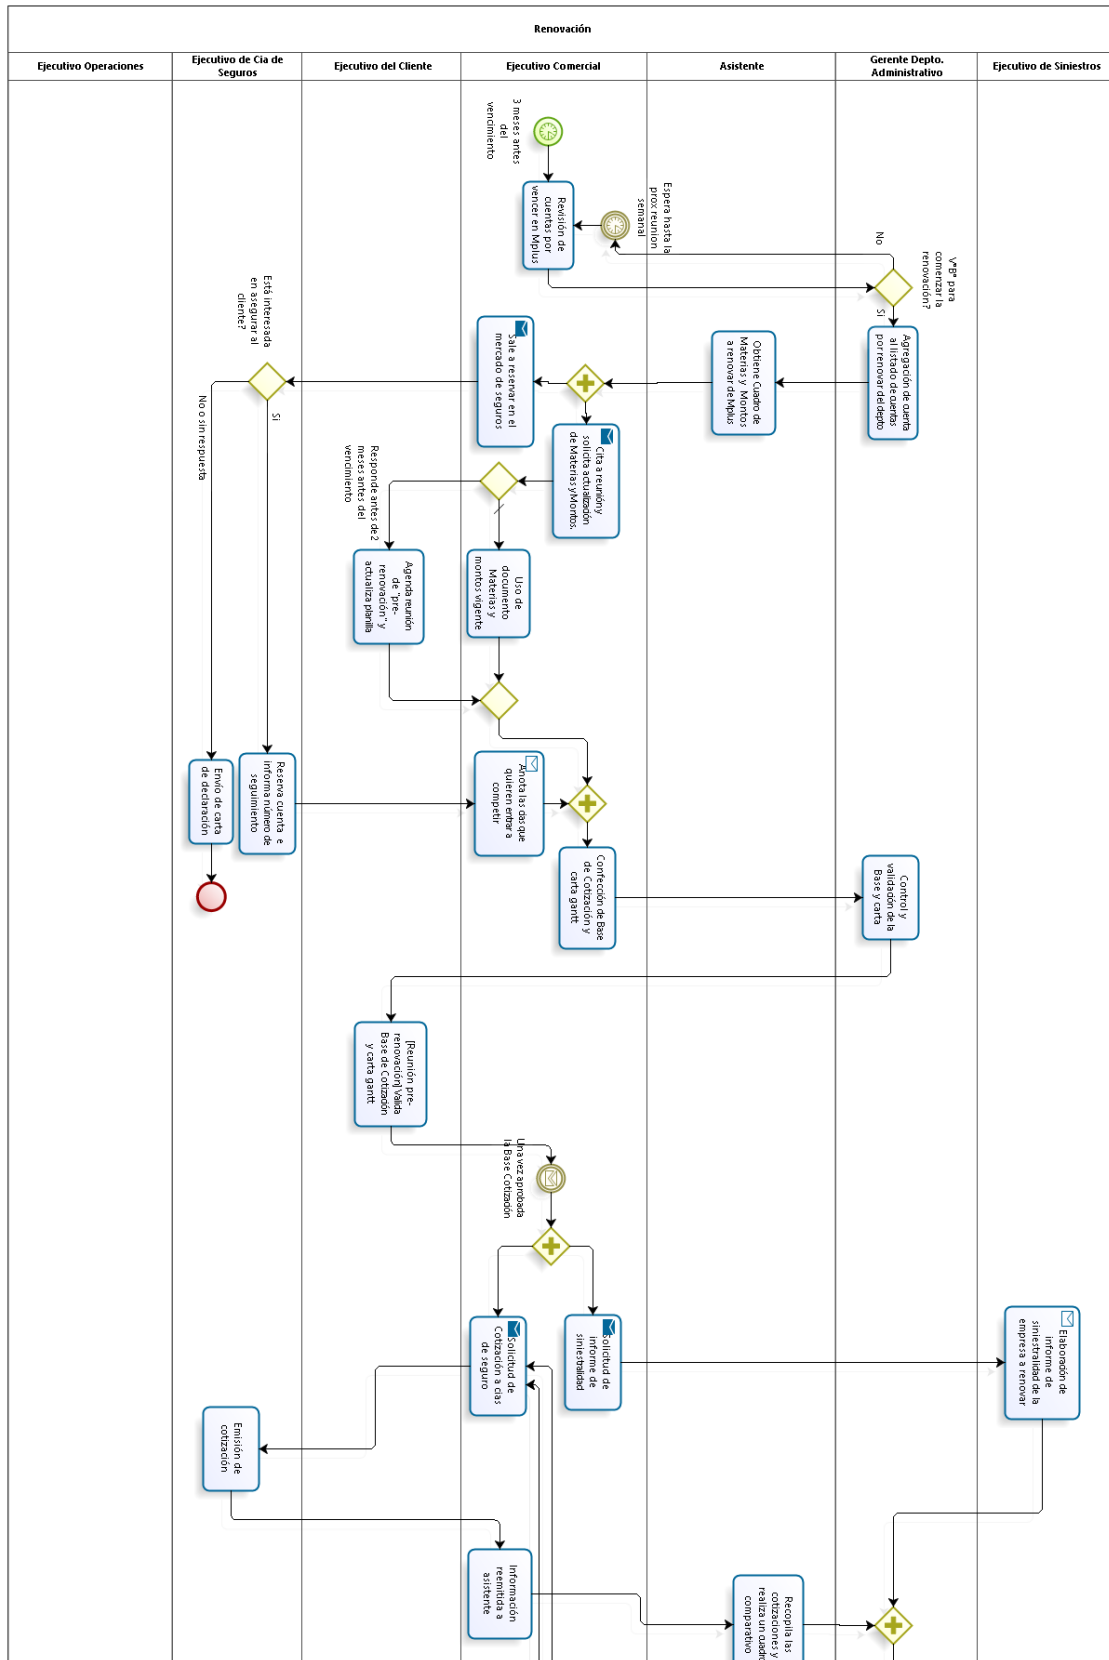 Renovación
Ejecutivo Operaciones
Ejecutivo de Cía de
Seguros
Ejecutivo del Cliente
Ejecutivo Comercial
Asistente
Gerente Depto.
Administrativo
Ejecutivo de Siniestros
3 meses antes
del
vencimiento
Revisión de
cuentas por
vencer en Mplus
Espera hasta la
prox reunion
semanal
No
V°B° para
comenzar la
renovación?
Si
Agregación de cuenta
al listado de cuentas
por renovar del depto
Obtiene Cuadro de
Materias y Montos
a renovar de Mplus
Sale a reservar en el
mercado de seguros
Está interesada
en asegurar al
cliente?
Si
No o sin respuesta
Cita a reunión y
solicita actualización
de Materias y Montos.
Responde antes de 2
meses antes del
vencimiento
Agenda reunión
de "pre-
renovación" y
actualiza planilla
Uso de
documento
Materias y
montos vigente
Envío de carta
de declaración
Reserva cuenta e
informa número de
seguimiento
Anota las cías que
quieren entrar a
competir
Confección de Base
de Cotización y
carta gantt
Control y
validación de la
Base y carta
[Reunión pre-
renovación] Valida
Base de Cotización
y carta gantt
Una vez aprobada
la Base Cotización
Solicitud de
Cotización a cías
de seguro
Solicitud de
informe de
siniestralidad
Elaboración de
informe de
siniestralidad de la
empresa a renovar
Emisión de
cotización
Información
reemitida a
asistente
Recopila las
cotizaciones y
realiza un cuadro
comparativo